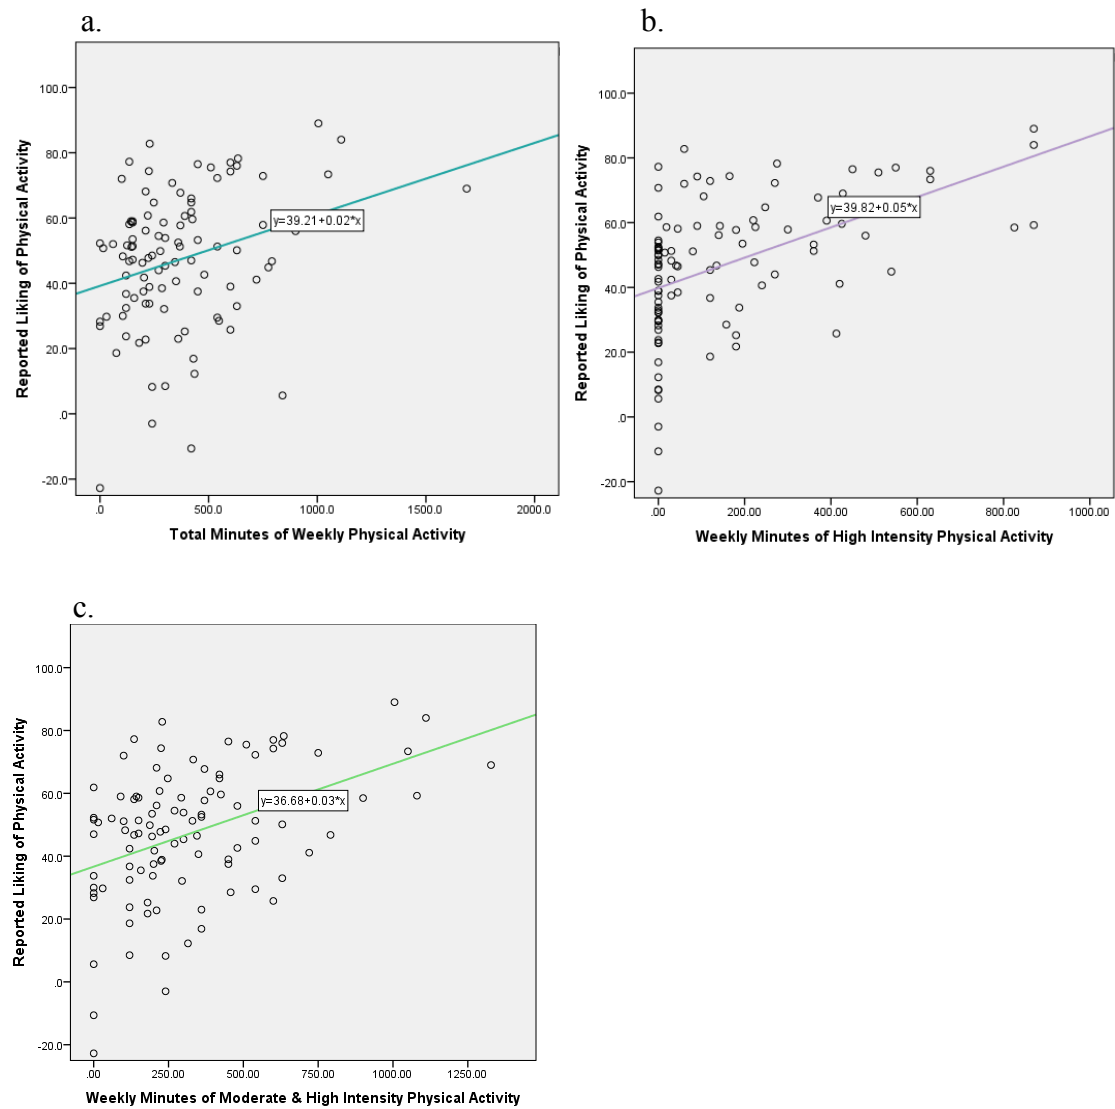 a.
Reported Liking of Physical Activity
100.0
80.0
60.0
40.0
20.0
.0
-20.0
y=39.21+0.02*x
.0 500.0 1000.0 1500.0 2000.0
Total Minutes of Weekly Physical Activity
b.
Reported Liking of Physical Activity
100.0
80.0
60.0
40.0
20.0
.0
-20.0
y=39.82+0.05*x
.00 200.00 400.00 600.00 800.00 1000.00
Weekly Minutes of High Intensity Physical Activity
c.
Reported Liking of Physical Activity
100.0
80.0
60.0
40.0
20.0
.0
-20.0
y=36.68+0.03*x
.00 250.00 500.00 750.00 1000.00 1250.00
Weekly Minutes of Moderate & High Intensity Physical Activity